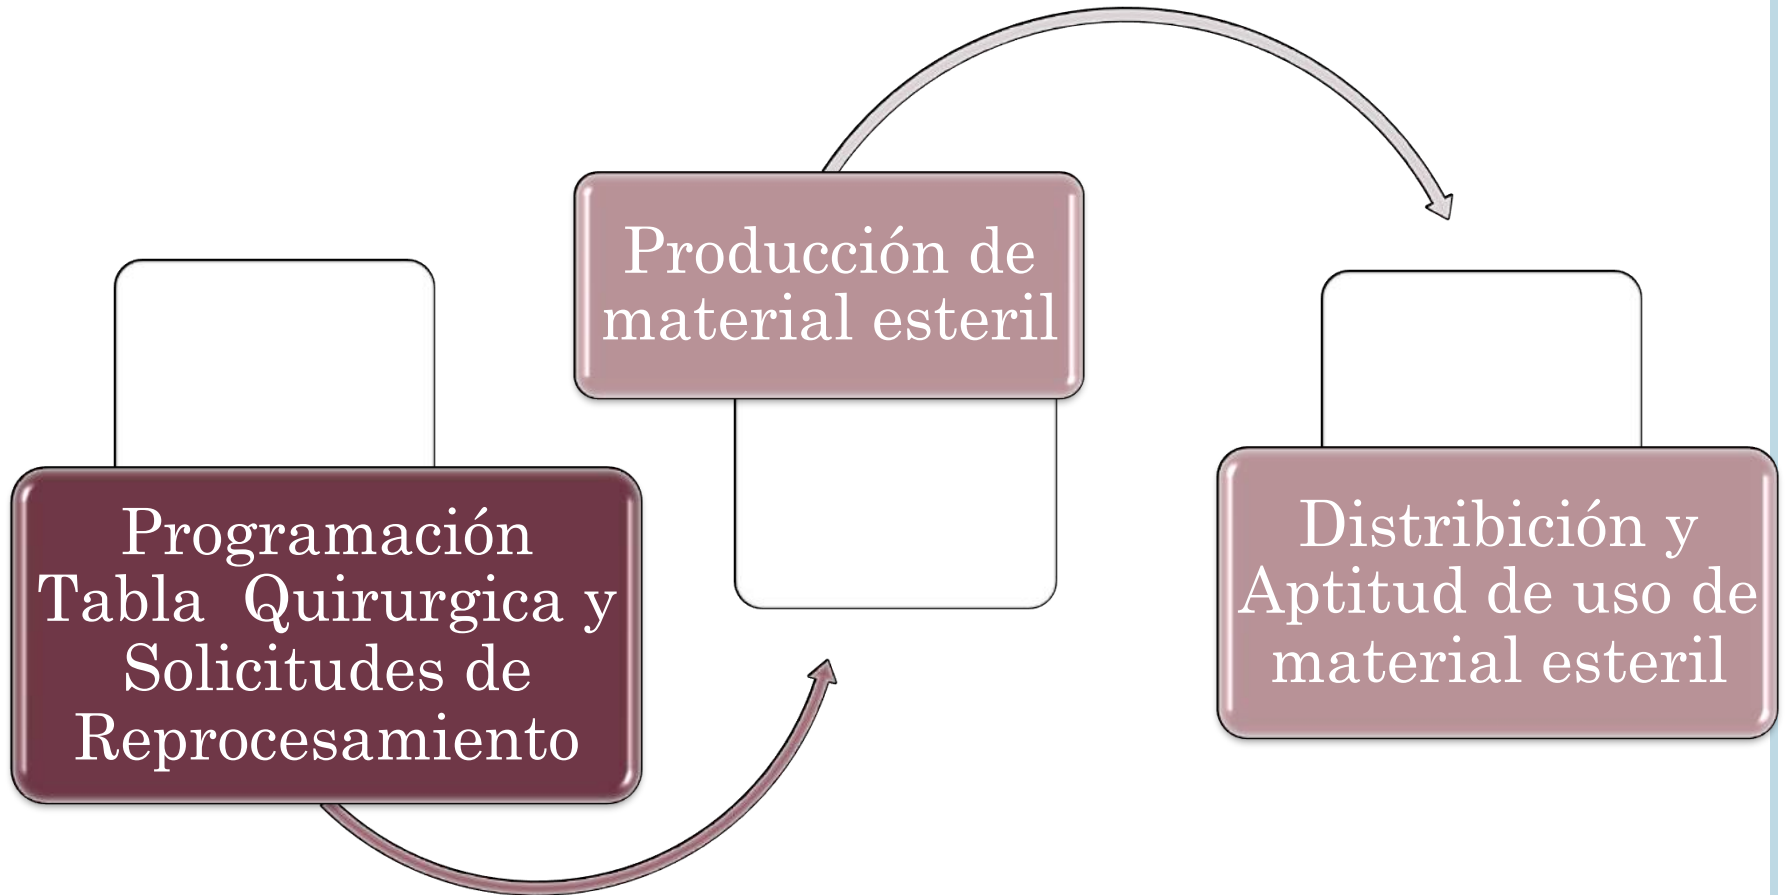 Programación
Tabla  Quirurgica y
Solicitudes de
Reprocesamiento
Producción de
material esteril
Distribición y
Aptitud de uso de
material esteril